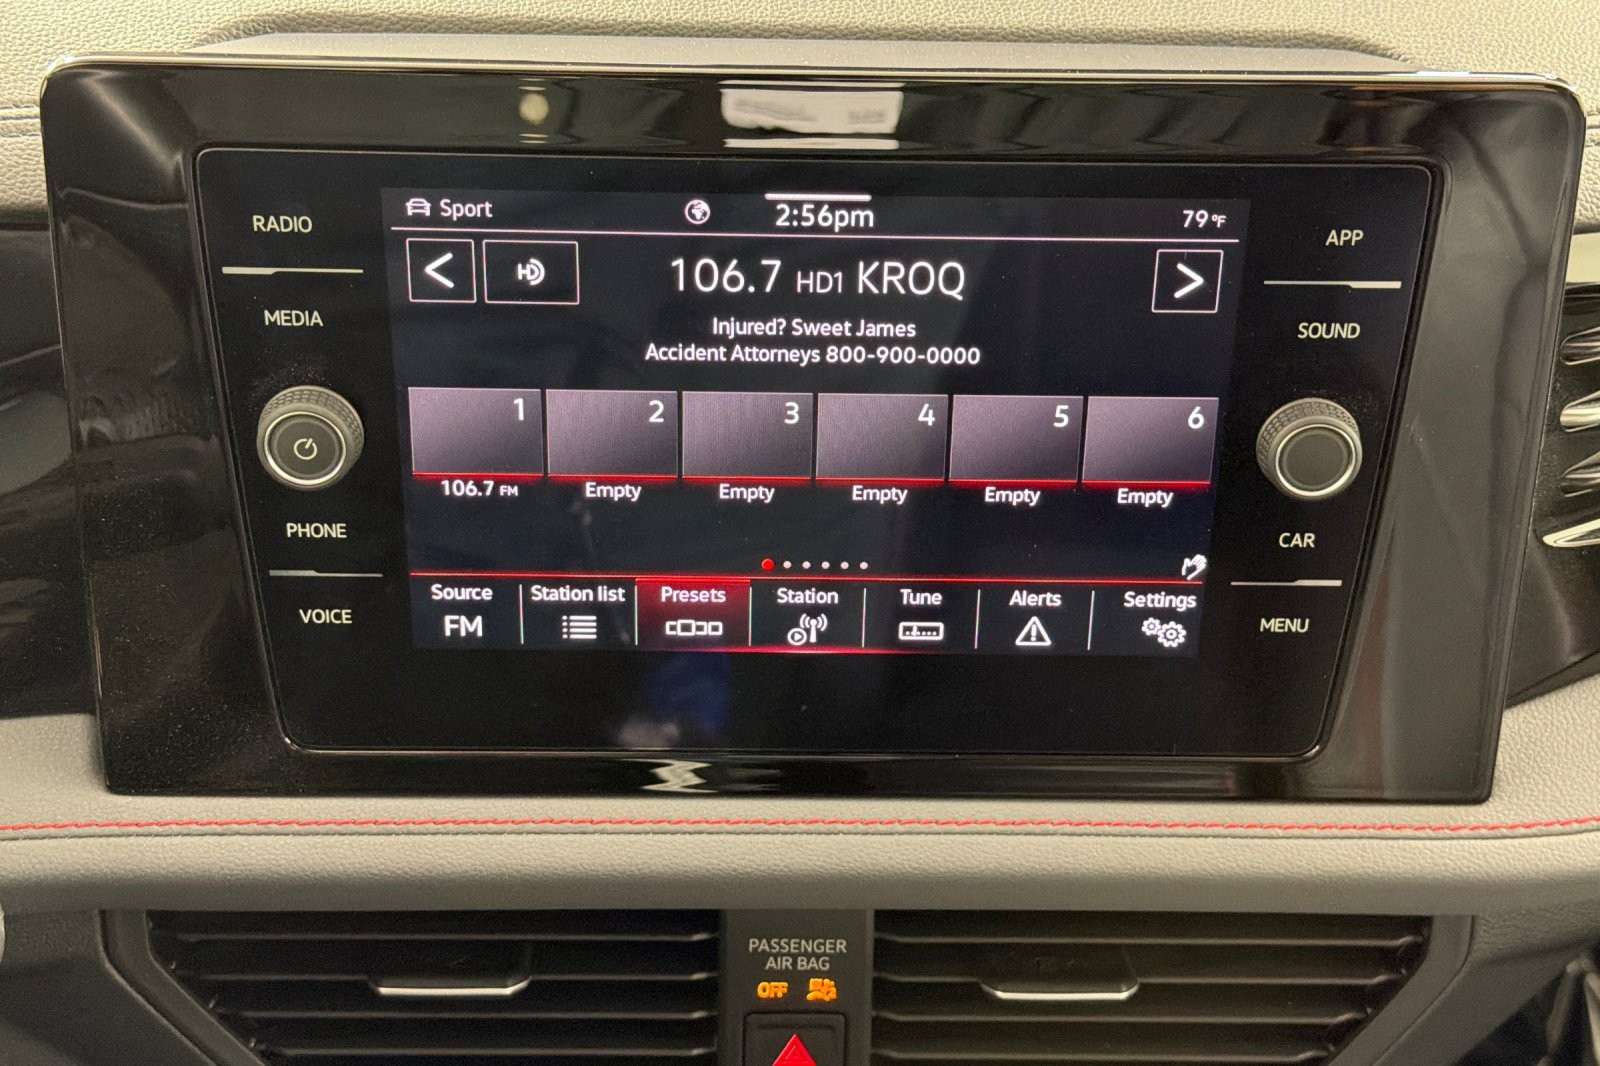 RADIO
MEDIA
PHONE
VOICE
Sport
2:56pm
79°F
HD
106.7 HD1 KROQ
Injured? Sweet James
Accident Attorneys 800-900-0000
1 2 3 4 5 6
106.7 FM Empty Empty Empty Empty Empty
Source Station list Presets Station Tune Alerts Settings
FM
APP
SOUND
CAR
MENU
PASSENGER
AIR BAG
OFF